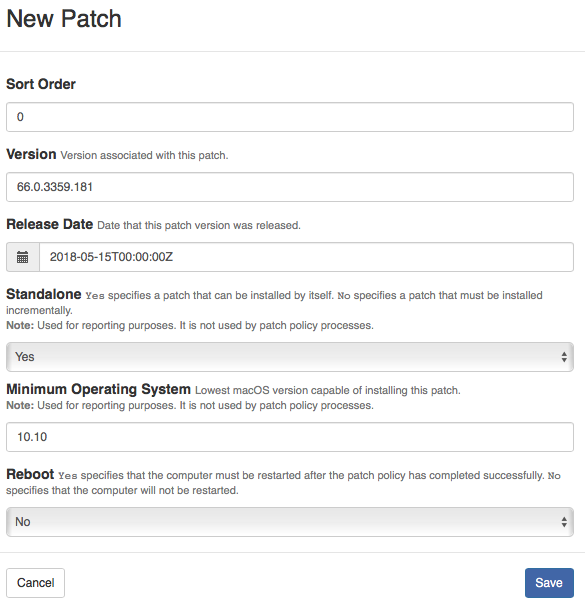 New Patch
Sort Order
0
Version Version associated with this patch.
66.0.3359.181
Release Date Date that this patch version was released.
2018-05-15T00:00:00Z
Standalone Yes specifies a patch that can be installed by itself. No specifies a patch that must be installed
incrementally.
Note: Used for reporting purposes. It is not used by patch policy processes.
Yes
Minimum Operating System Lowest macOS version capable of installing this patch.
Note: Used for reporting purposes. It is not used by patch policy processes.
10.10
Reboot Yes specifies that the computer must be restarted after the patch policy has completed successfully. No
specifies that the computer will not be restarted.
No
Cancel Save